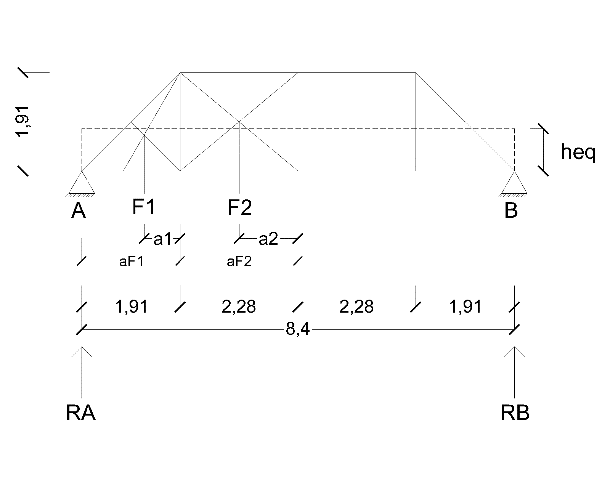 1,91
heq
A
F1
F2
B
a1
a2
aF1
aF2
1,91
2,28
2,28
1,91
8,4
RA
RB